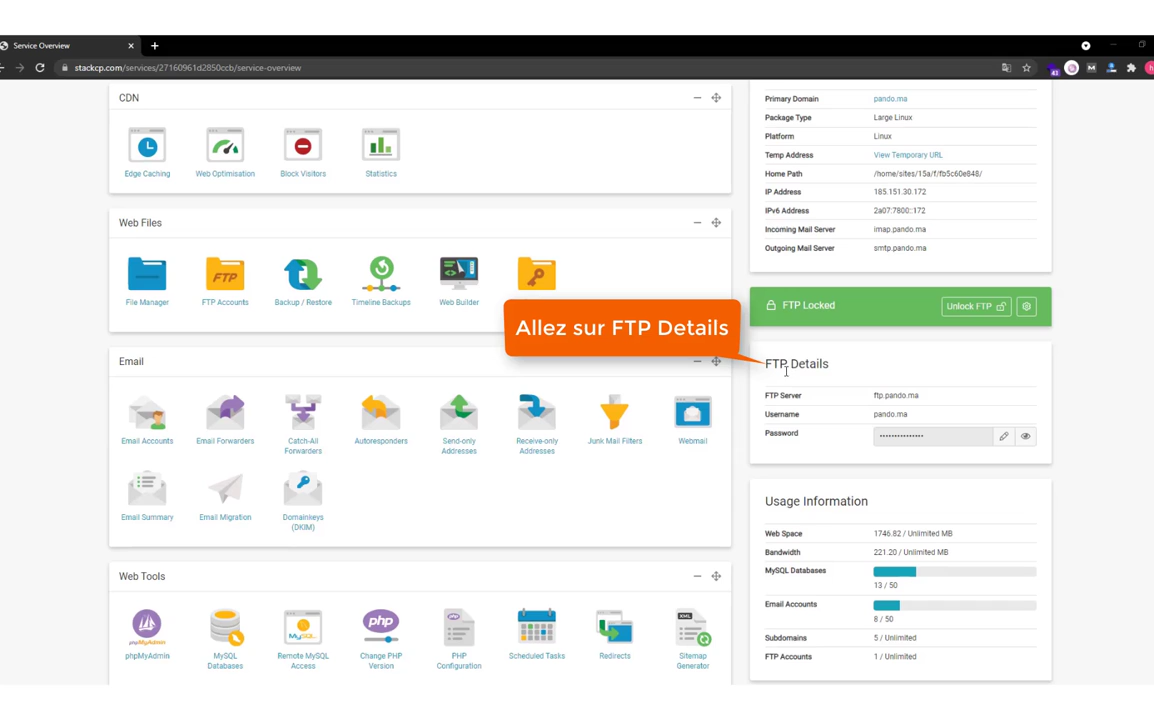 Service Overview
stackcp.com/services/27160961d2850ccb/service-overview
43
M
h
CDN
Edge Caching
Web Optimisation
Block Visitors
Statistics
Web Files
FTP
File Manager
FTP Accounts
Backup / Restore
Timeline Backups
Web Builder
Allez sur FTP Details
Email
Email Accounts
Email Forwarders
Catch-All
Forwarders
Autoresponders
Send-only
Addresses
Receive-only
Addresses
Junk Mail Filters
Webmail
Email Summary
Email Migration
Domainkeys
(DKIM)
Web Tools
phpMyAdmin
MySQL
php
XML
phpMyAdmin
MySQL
Databases
Remote MySQL
Access
Change PHP
Version
PHP
Configuration
Scheduled Tasks
Redirects
Sitemap
Generator
Primary Domain pando.ma
Package Type Large Linux
Platform Linux
Temp Address View Temporary URL
Home Path /home/sites/15a/f/fb5c60e848/
IP Address 185.151.30.172
IPv6 Address 2a07:7800::172
Incoming Mail Server imap.pando.ma
Outgoing Mail Server smtp.pando.ma
FTP Locked Unlock FTP
FTP Details
FTP Server ftp.pando.ma
Username pando.ma
Password •••••••••••••••
Usage Information
Web Space 1746.82 / Unlimited MB
Bandwidth 221.20 / Unlimited MB
MySQL Databases
13 / 50
Email Accounts
8 / 50
Subdomains 5 / Unlimited
FTP Accounts 1 / Unlimited